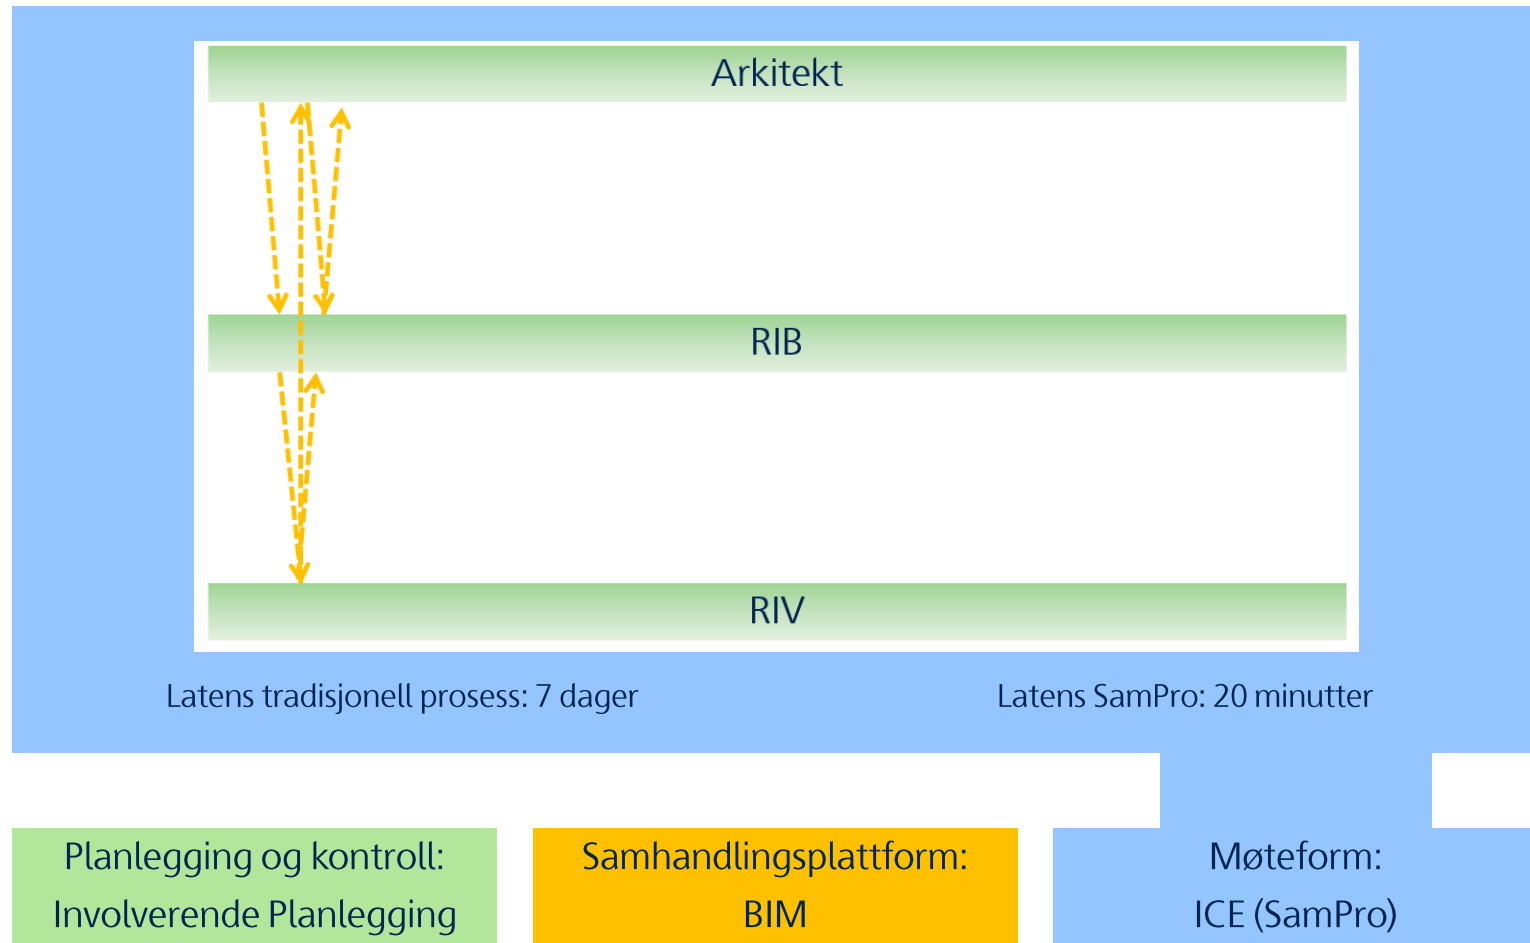 Arkitekt
RIB
RIV
Latens tradisjonell prosess: 7 dager
Latens SamPro: 20 minutter
Planlegging og kontroll:
Involverende Planlegging
Samhandlingsplattform:
BIM
Møteform:
ICE (SamPro)